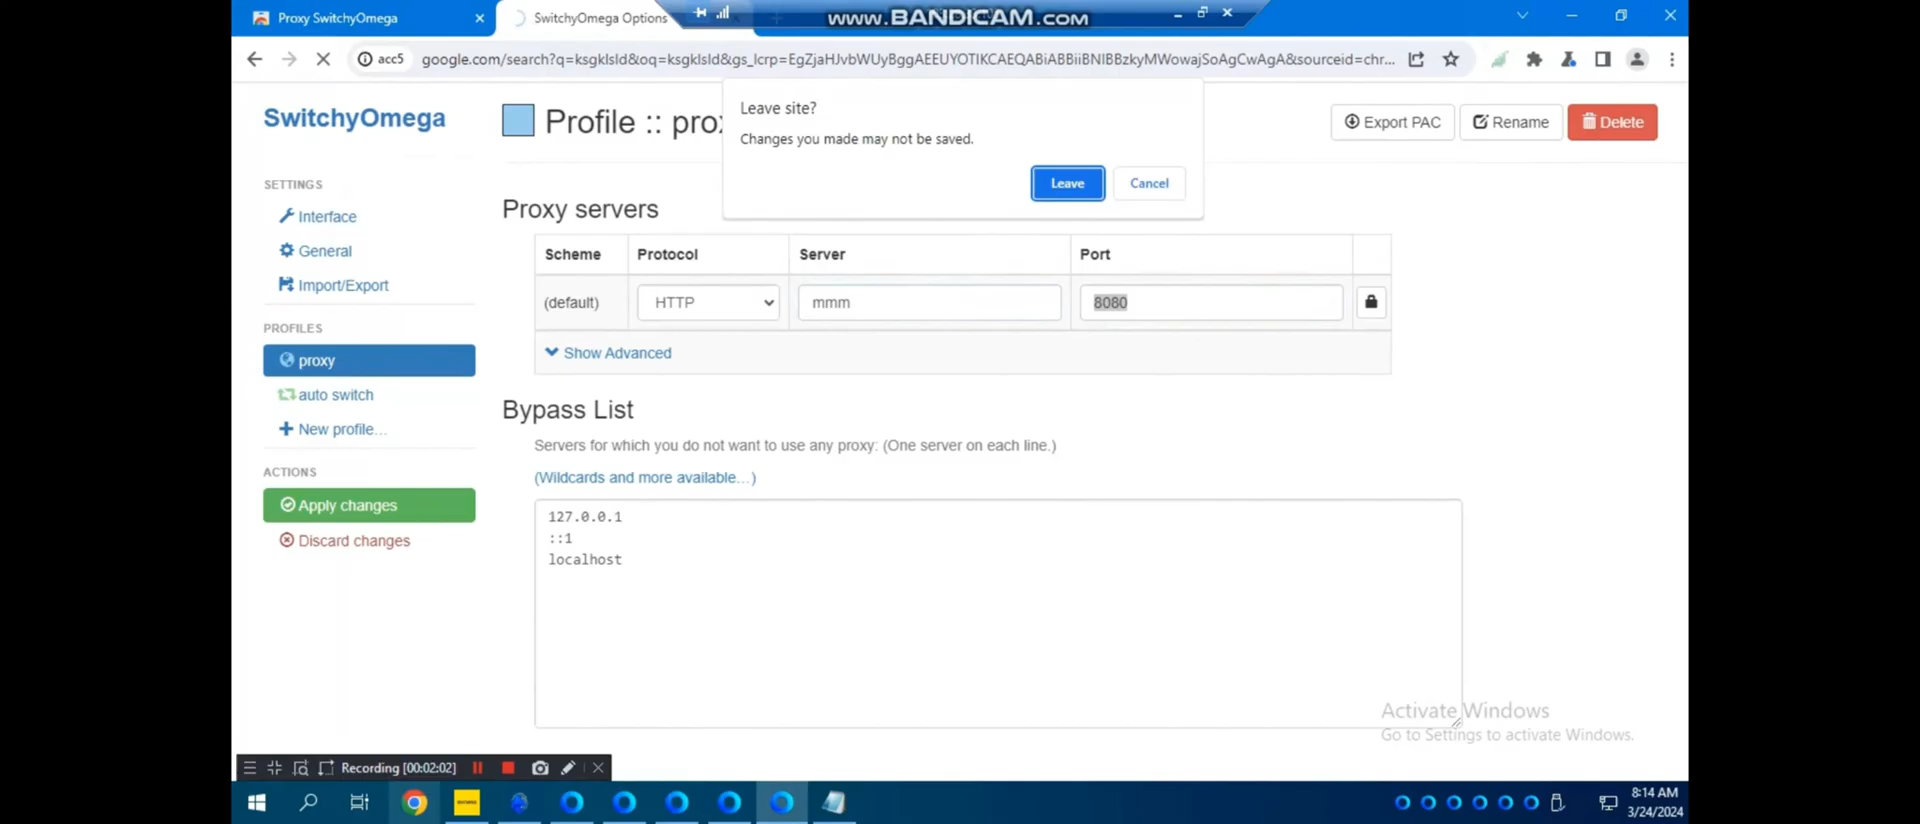 Proxy SwitchyOmega
SwitchyOmega Options
www.BANDICAM.com
acc5
google.com/search?q=ksgklsld&oq=ksgklsld&gs_lcrp=EgZjaHJvbWUyBggAEEUYOTIKCAEQABiABBiiBNIBBzkyMWowajSoAgCwAgA&sourceid=chr...
Leave site?
Changes you made may not be saved.
Leave
Cancel
SwitchyOmega
Profile :: prox
Export PAC
Rename
Delete
SETTINGS
Interface
General
Import/Export
PROFILES
proxy
auto switch
New profile...
ACTIONS
Apply changes
Discard changes
Proxy servers
Scheme Protocol Server Port
(default) HTTP mmm 8080
Show Advanced
Bypass List
Servers for which you do not want to use any proxy: (One server on each line.)
(Wildcards and more available...)
127.0.0.1
::1
localhost
Activate Windows
Go to Settings to activate Windows.
Recording [00:02:02]
8:14 AM
3/24/2024